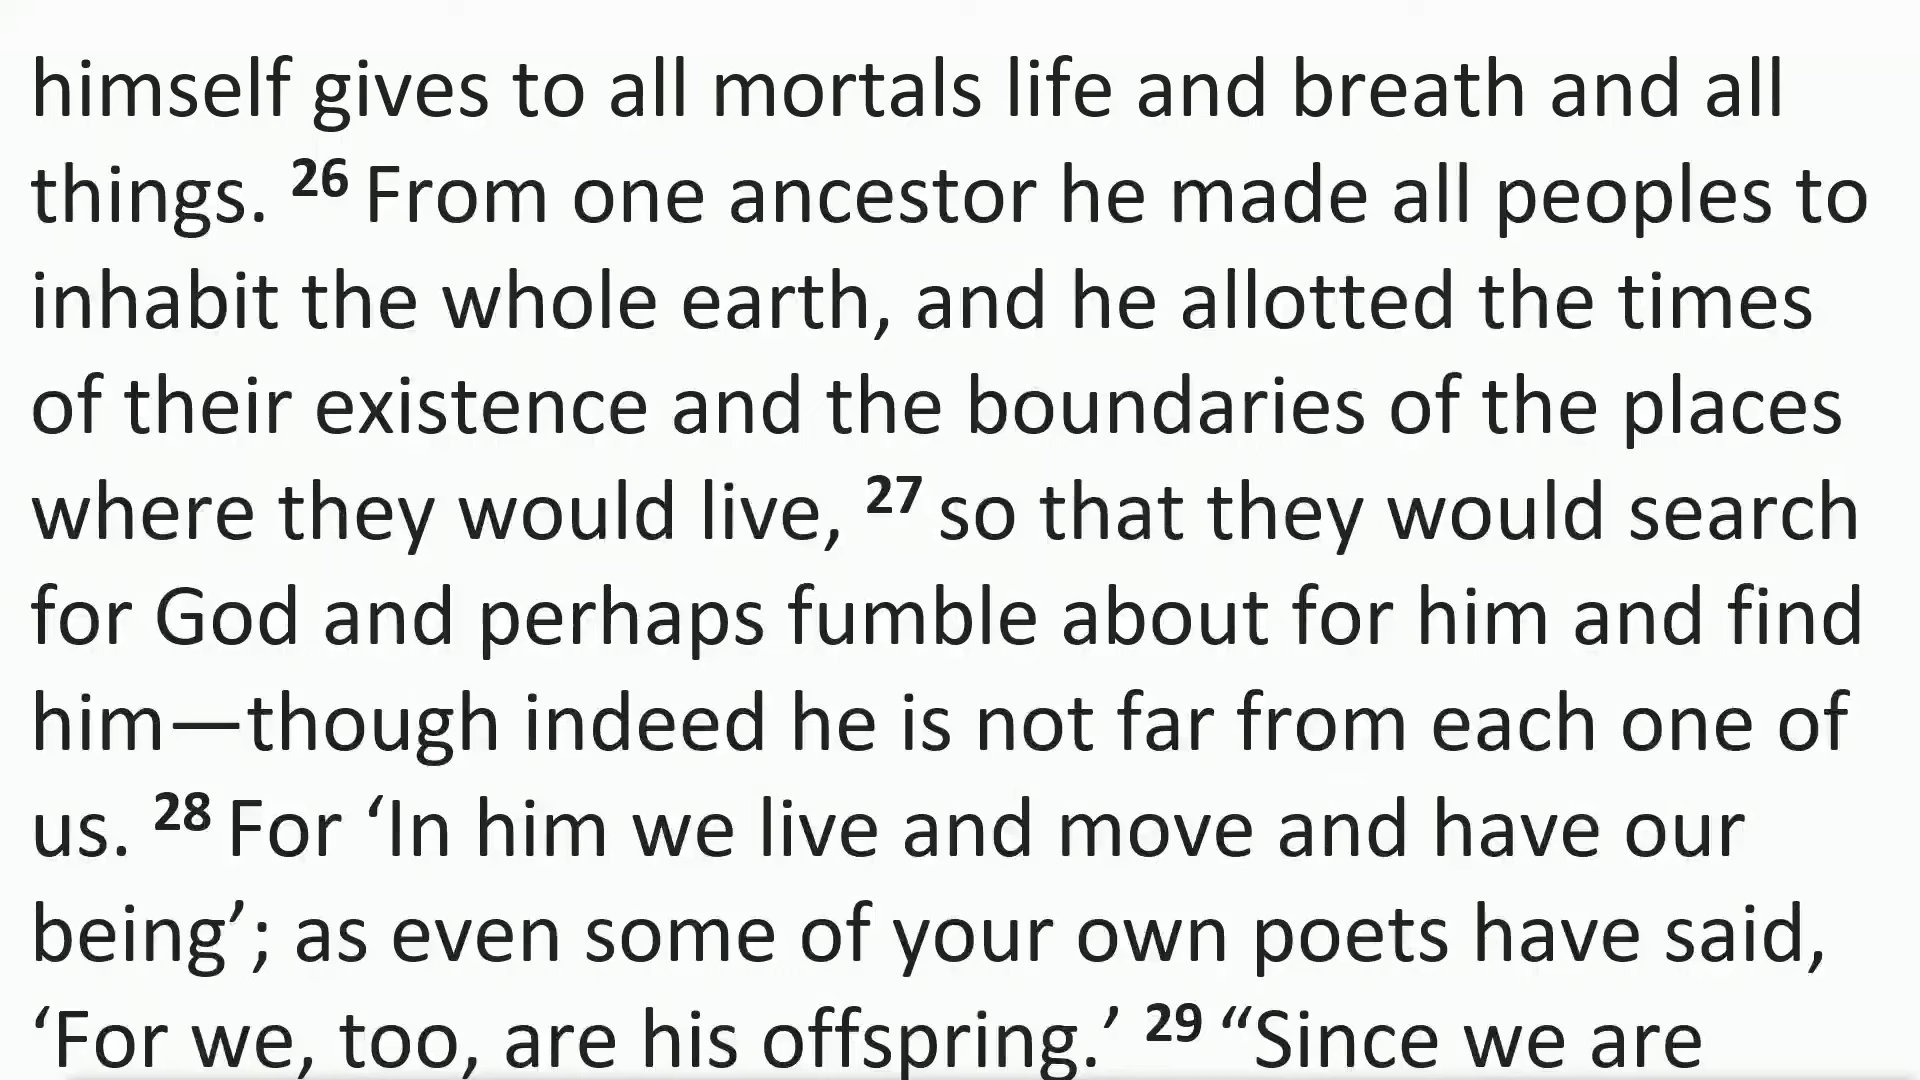 himself gives to all mortals life and breath and all
things. 26 From one ancestor he made all peoples to
inhabit the whole earth, and he allotted the times
of their existence and the boundaries of the places
where they would live, 27 so that they would search
for God and perhaps fumble about for him and find
him—though indeed he is not far from each one of
us. 28 For ‘In him we live and move and have our
being’; as even some of your own poets have said,
‘For we, too, are his offspring.’ 29 “Since we are